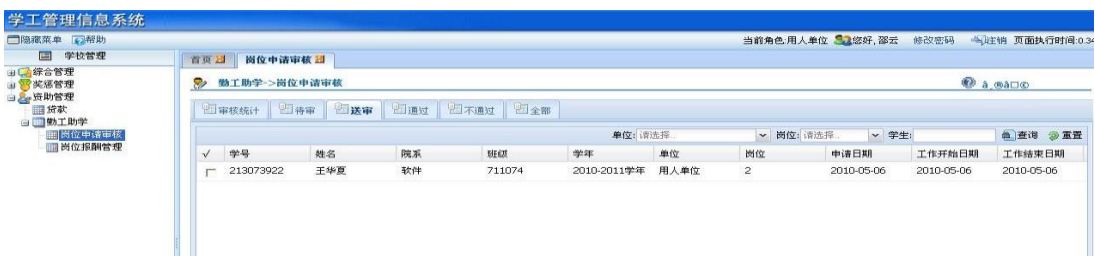 学工管理信息系统
隐藏菜单 帮助 当前角色:用人单位 您好,邵云 修改密码 注销 页面执行时间:0.34
学校管理 首页 岗位申请审核
综合管理
奖惩管理
资助管理
贷款
勤工助学
岗位申请审核
岗位报酬管理
勤工助学->岗位申请审核
审核统计 待审 送审 通过 不通过 全部
单位: 请选择.. 岗位: 请选择.. 学生: 查询 重置
√ 学号 姓名 院系 班级 学年 单位 岗位 申请日期 工作开始日期 工作结束日期
213073922 王华夏 软件 711074 2010-2011学年 用人单位 2 2010-05-06 2010-05-06 2010-05-06